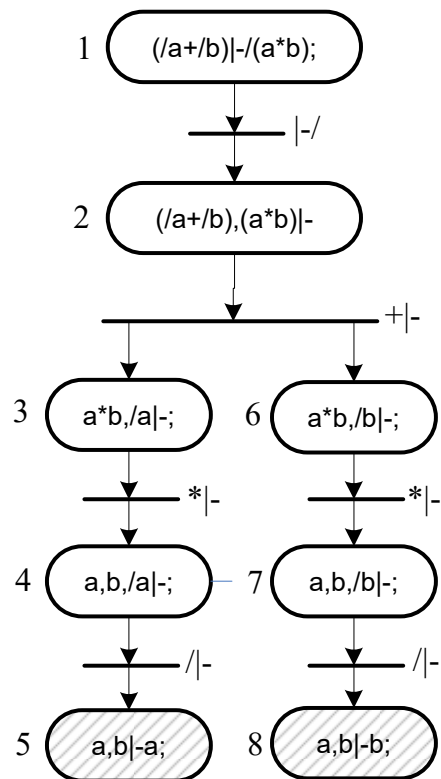 1 (/a+/b)|-/(a*b);
|-/
2 (/a+/b),(a*b)|-
+|-
3 a*b,/a|-; 6 a*b,/b|-;
*|- *|-
4 a,b,/a|-; 7 a,b,/b|-;
/|- /|-
5 a,b|-a; 8 a,b|-b;